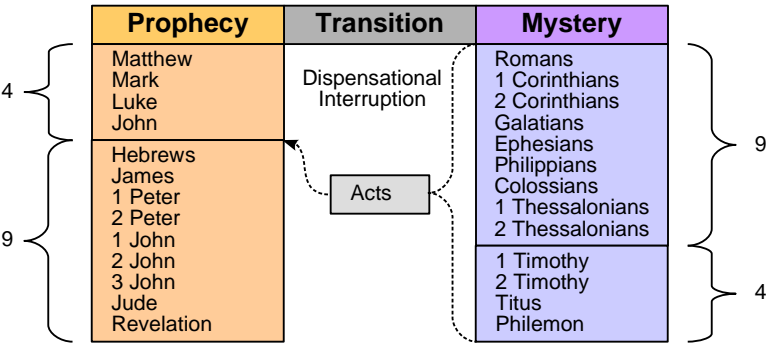 Prophecy
Transition
Mystery
4
Matthew
Mark
Luke
John
9
Hebrews
James
1 Peter
2 Peter
1 John
2 John
3 John
Jude
Revelation
Dispensational
Interruption
Acts
Romans
1 Corinthians
2 Corinthians
Galatians
Ephesians
Philippians
Colossians
1 Thessalonians
2 Thessalonians
9
1 Timothy
2 Timothy
Titus
Philemon
4